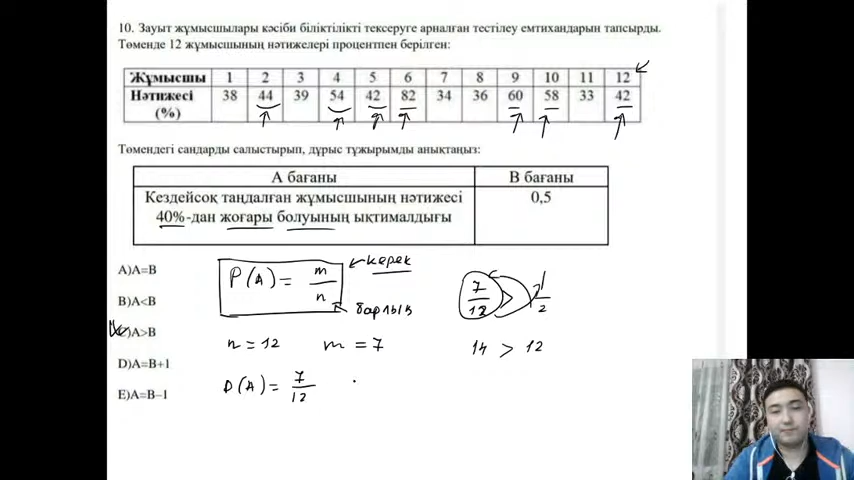 10. Зауыт жұмысшылары кәсіби біліктілікті тексеруге арналған тестілеу емтихандарын тапсырды.
Төменде 12 жұмысшының нәтижелері процентпен берілген:
Жұмысшы 1 2 3 4 5 6 7 8 9 10 11 12
Нәтижесі 38 44 39 54 42 82 34 36 60 58 33 42
(%)
Төмендегі сандарды салыстырып, дұрыс тұжырымды анықтаңыз:
А бағаны В бағаны
Кездейсоқ таңдалған жұмысшының нәтижесі 0,5
40%-дан жоғары болуының ықтималдығы
A)A=B
B)A<B
C)A>B
D)A=B+1
E)A=B–1
P(A) = m/n
керек
барлық
n = 12 m = 7
P(A) = 7/12
7/12 > 1/2
14 > 12